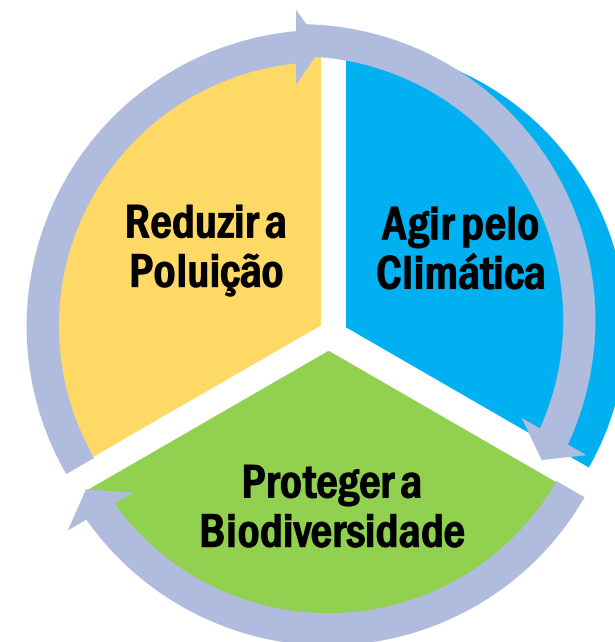 Reduzir a
Poluição
Agir pelo
Climática
Proteger a
Biodiversidade